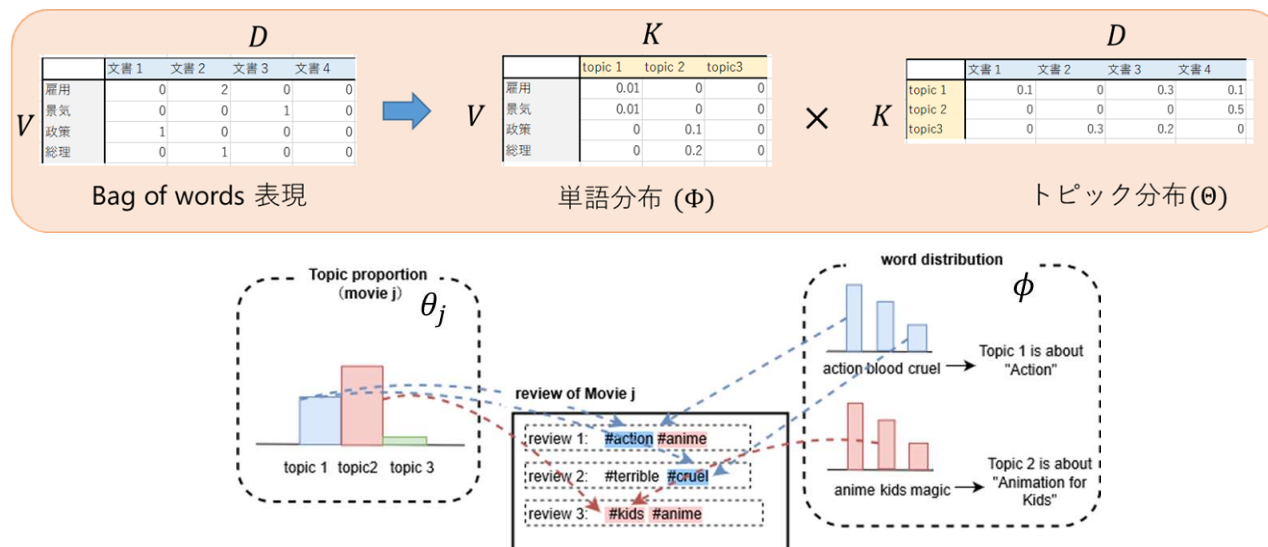 D
文書1 文書2 文書3 文書4
V
雇用 0 2 0 0
景気 0 0 1 0
政策 1 0 0 0
総理 0 1 0 0
Bag of words 表現
K
topic 1 topic 2 topic3
V
雇用 0.01 0 0
景気 0.01 0 0
政策 0 0.1 0
総理 0 0.2 0
単語分布 (Φ)
×
D
文書1 文書2 文書3 文書4
K
topic 1 0.1 0 0.3 0.1
topic 2 0 0 0 0.5
topic3 0 0.3 0.2 0
トピック分布(Θ)
Topic proportion
(movie j)
θj
topic 1 topic2 topic 3
review of Movie j
review 1: #action #anime
review 2: #terrible #cruel
review 3: #kids #anime
word distribution
ϕ
action blood cruel
Topic 1 is about
"Action"
anime kids magic
Topic 2 is about
"Animation for
Kids"